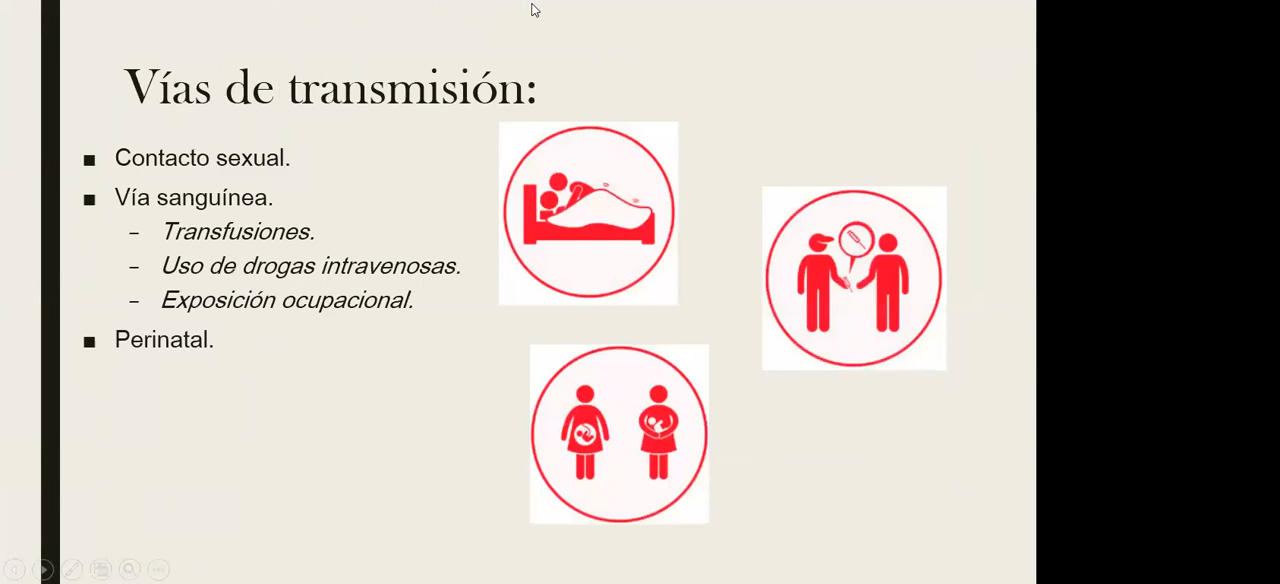 Vías de transmisión:
■ Contacto sexual.
■ Vía sanguínea.
– Transfusiones.
– Uso de drogas intravenosas.
– Exposición ocupacional.
■ Perinatal.